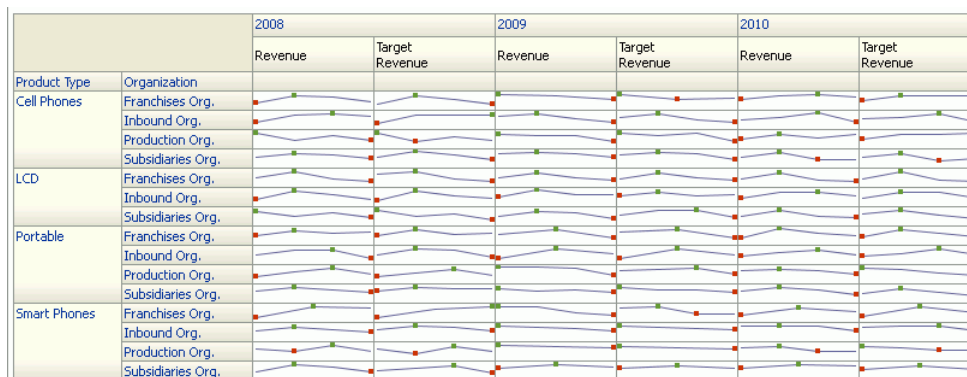 2008 2009 2010
Revenue Target Revenue Revenue Target Revenue Revenue Target Revenue
Product Type Organization
Cell Phones Franchises Org.
Inbound Org.
Production Org.
Subsidiaries Org.
LCD Franchises Org.
Inbound Org.
Subsidiaries Org.
Portable Franchises Org.
Inbound Org.
Production Org.
Subsidiaries Org.
Smart Phones Franchises Org.
Inbound Org.
Production Org.
Subsidiaries Org.